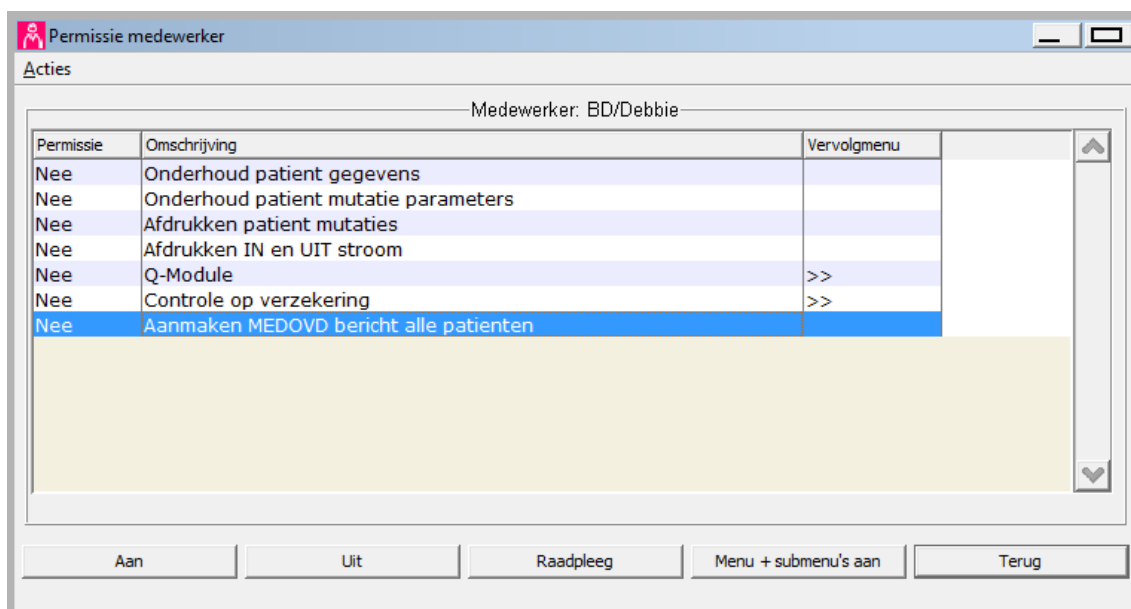 Permissie medewerker
Acties
Medewerker: BD/Debbie
Permissie Omschrijving Vervolgmenu
Nee Onderhoud patient gegevens
Nee Onderhoud patient mutatie parameters
Nee Afdrukken patient mutaties
Nee Afdrukken IN en UIT stroom
Nee Q-Module >>
Nee Controle op verzekering >>
Nee Aanmaken MEDOVD bericht alle patienten
Aan Uit Raadpleeg Menu + submenu's aan Terug